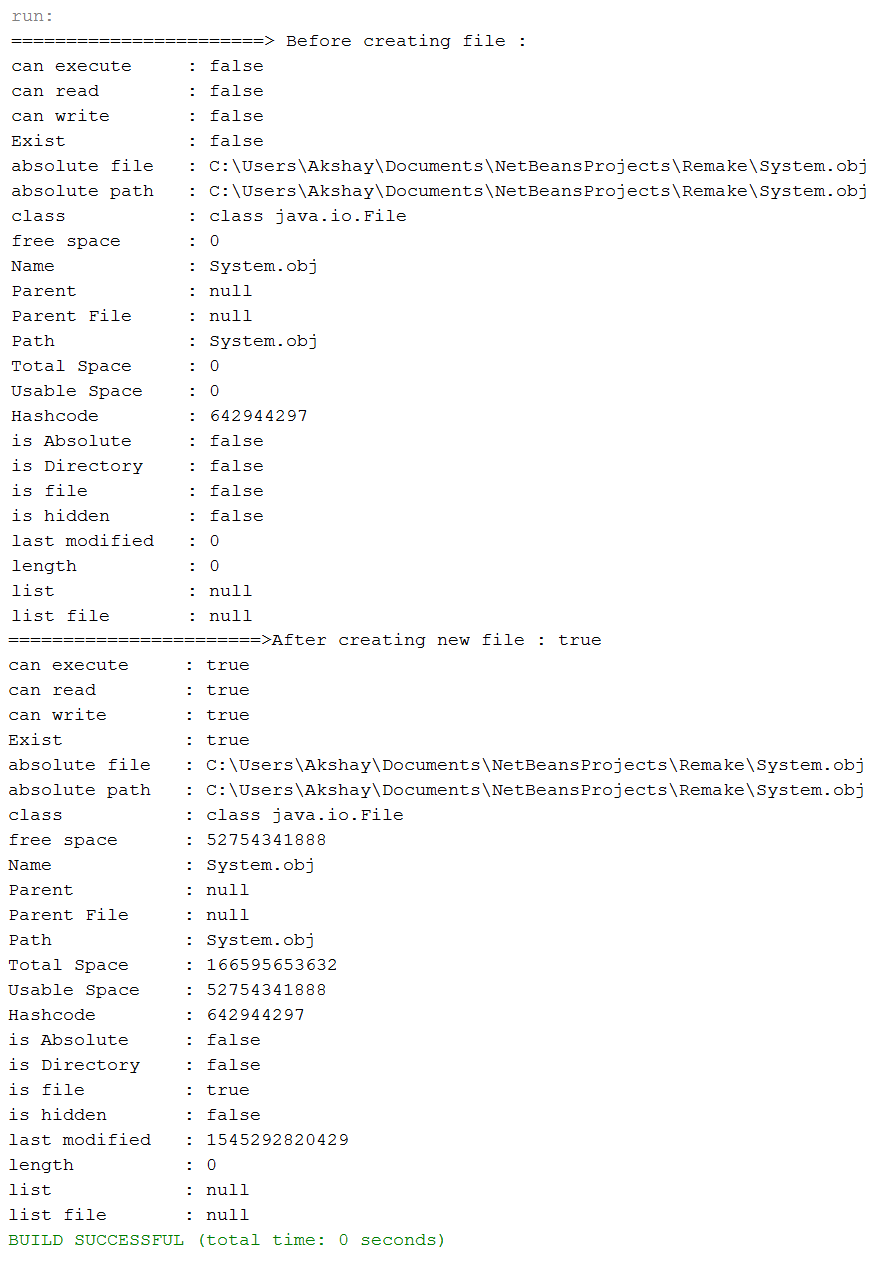 run:
=======================> Before creating file :
can execute     : false
can read        : false
can write       : false
Exist           : false
absolute file   : C:\Users\Akshay\Documents\NetBeansProjects\Remake\System.obj
absolute path   : C:\Users\Akshay\Documents\NetBeansProjects\Remake\System.obj
class           : class java.io.File
free space      : 0
Name            : System.obj
Parent          : null
Parent File     : null
Path            : System.obj
Total Space     : 0
Usable Space    : 0
Hashcode        : 642944297
is Absolute     : false
is Directory    : false
is file         : false
is hidden       : false
last modified   : 0
length          : 0
list            : null
list file       : null
=======================>After creating new file : true
can execute     : true
can read        : true
can write       : true
Exist           : true
absolute file   : C:\Users\Akshay\Documents\NetBeansProjects\Remake\System.obj
absolute path   : C:\Users\Akshay\Documents\NetBeansProjects\Remake\System.obj
class           : class java.io.File
free space      : 52754341888
Name            : System.obj
Parent          : null
Parent File     : null
Path            : System.obj
Total Space     : 166595653632
Usable Space    : 52754341888
Hashcode        : 642944297
is Absolute     : false
is Directory    : false
is file         : true
is hidden       : false
last modified   : 1545292820429
length          : 0
list            : null
list file       : null
BUILD SUCCESSFUL (total time: 0 seconds)